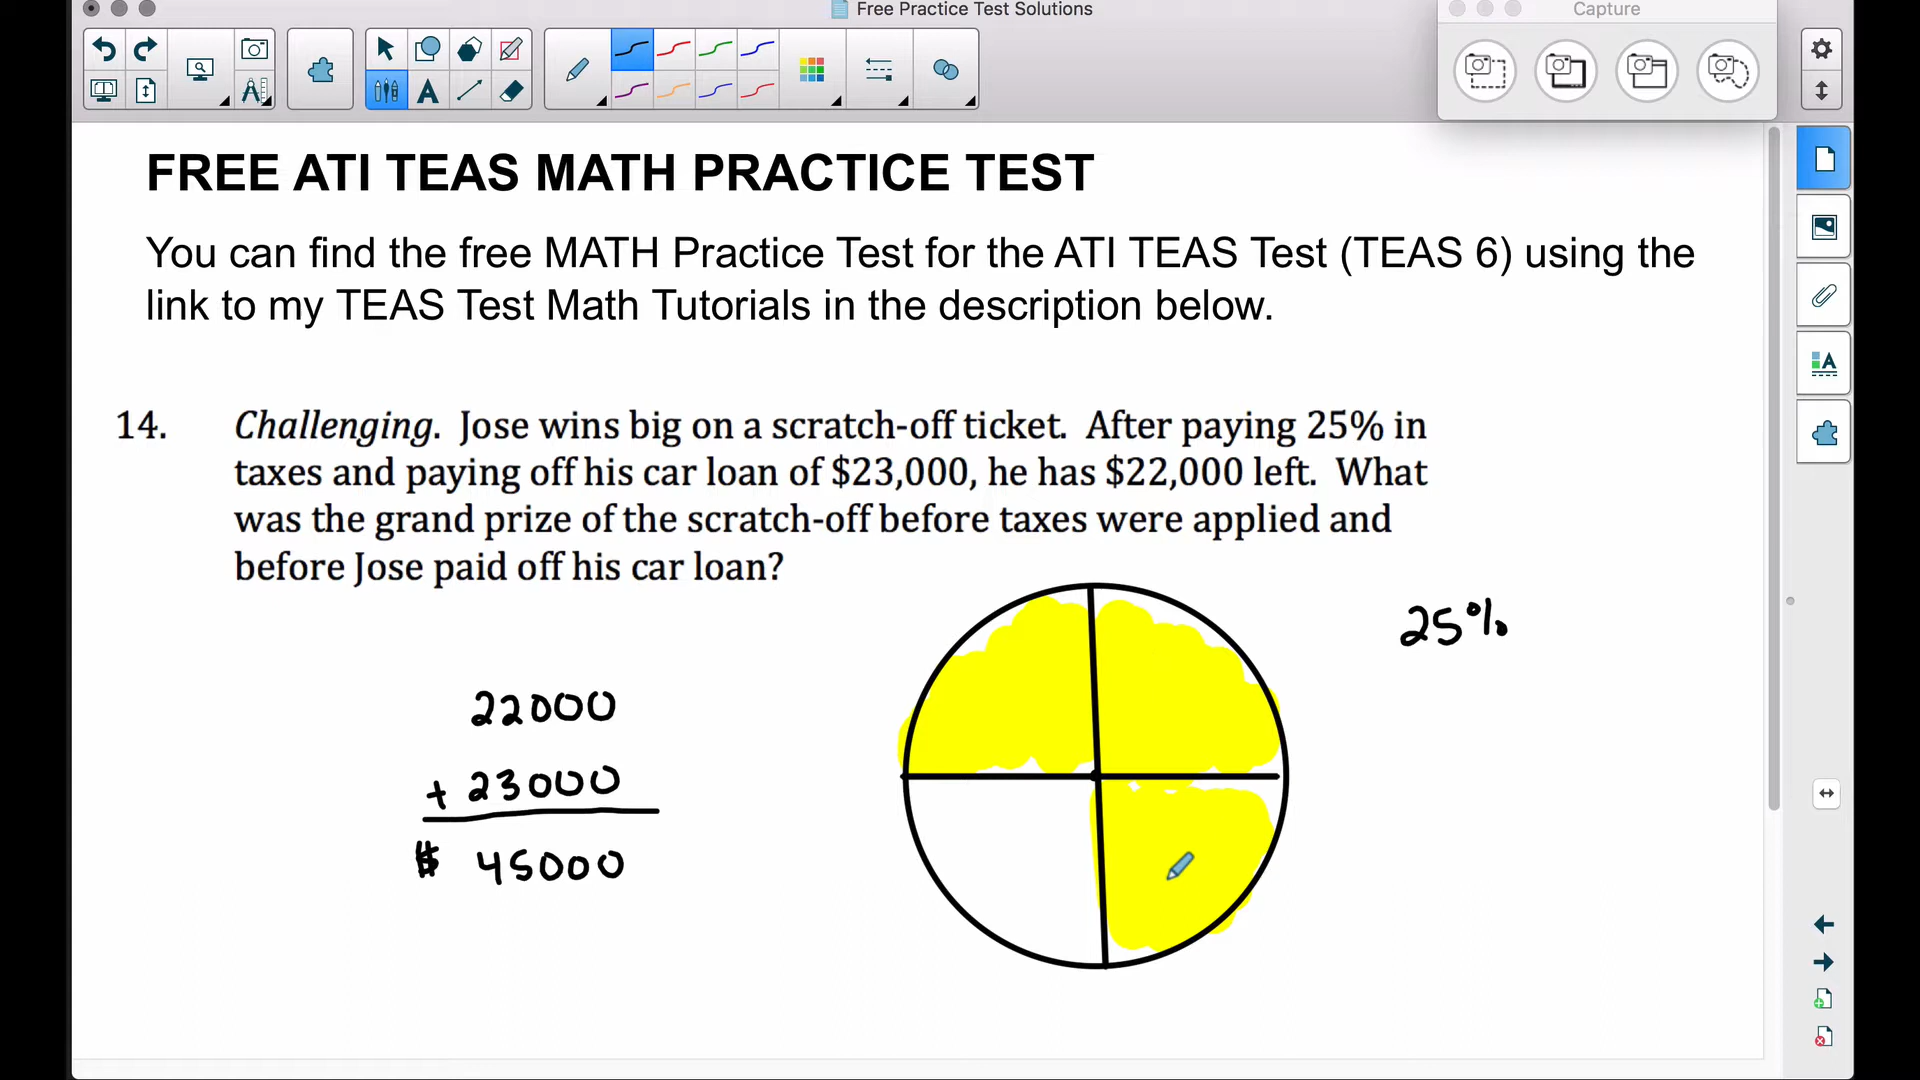 Free Practice Test Solutions
Capture
FREE ATI TEAS MATH PRACTICE TEST
You can find the free MATH Practice Test for the ATI TEAS Test (TEAS 6) using the
link to my TEAS Test Math Tutorials in the description below.
14. Challenging. Jose wins big on a scratch-off ticket. After paying 25% in
taxes and paying off his car loan of $23,000, he has $22,000 left. What
was the grand prize of the scratch-off before taxes were applied and
before Jose paid off his car loan?
25%
22000
+ 23000
$ 45000